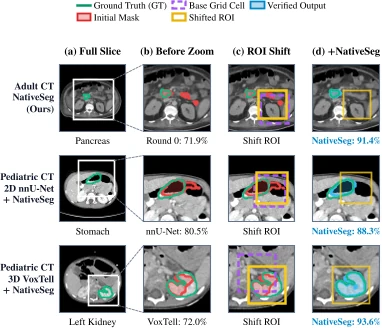 Ground Truth (GT) Base Grid Cell Verified Output
Initial Mask Shifted ROI
(a) Full Slice (b) Before Zoom (c) ROI Shift (d) +NativeSeg
Adult CT
NativeSeg
(Ours)
Pancreas Round 0: 71.9% Shift ROI NativeSeg: 91.4%
Pediatric CT
2D nnU-Net
+ NativeSeg
Stomach nnU-Net: 80.5% Shift ROI NativeSeg: 88.3%
Pediatric CT
3D VoxTell
+ NativeSeg
Left Kidney VoxTell: 72.0% Shift ROI NativeSeg: 93.6%